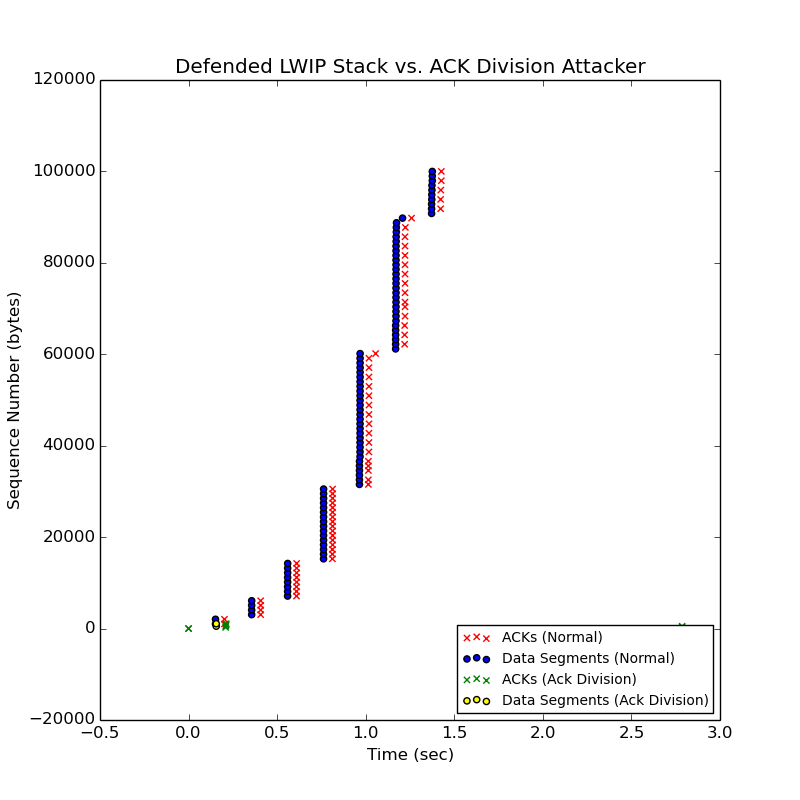 Defended LWIP Stack vs. ACK Division Attacker
120000
100000
80000
60000
40000
20000
0
−20000
Sequence Number (bytes)
−0.5
0.0
0.5
1.0
1.5
2.0
2.5
3.0
Time (sec)
ACKs (Normal)
Data Segments (Normal)
ACKs (Ack Division)
Data Segments (Ack Division)